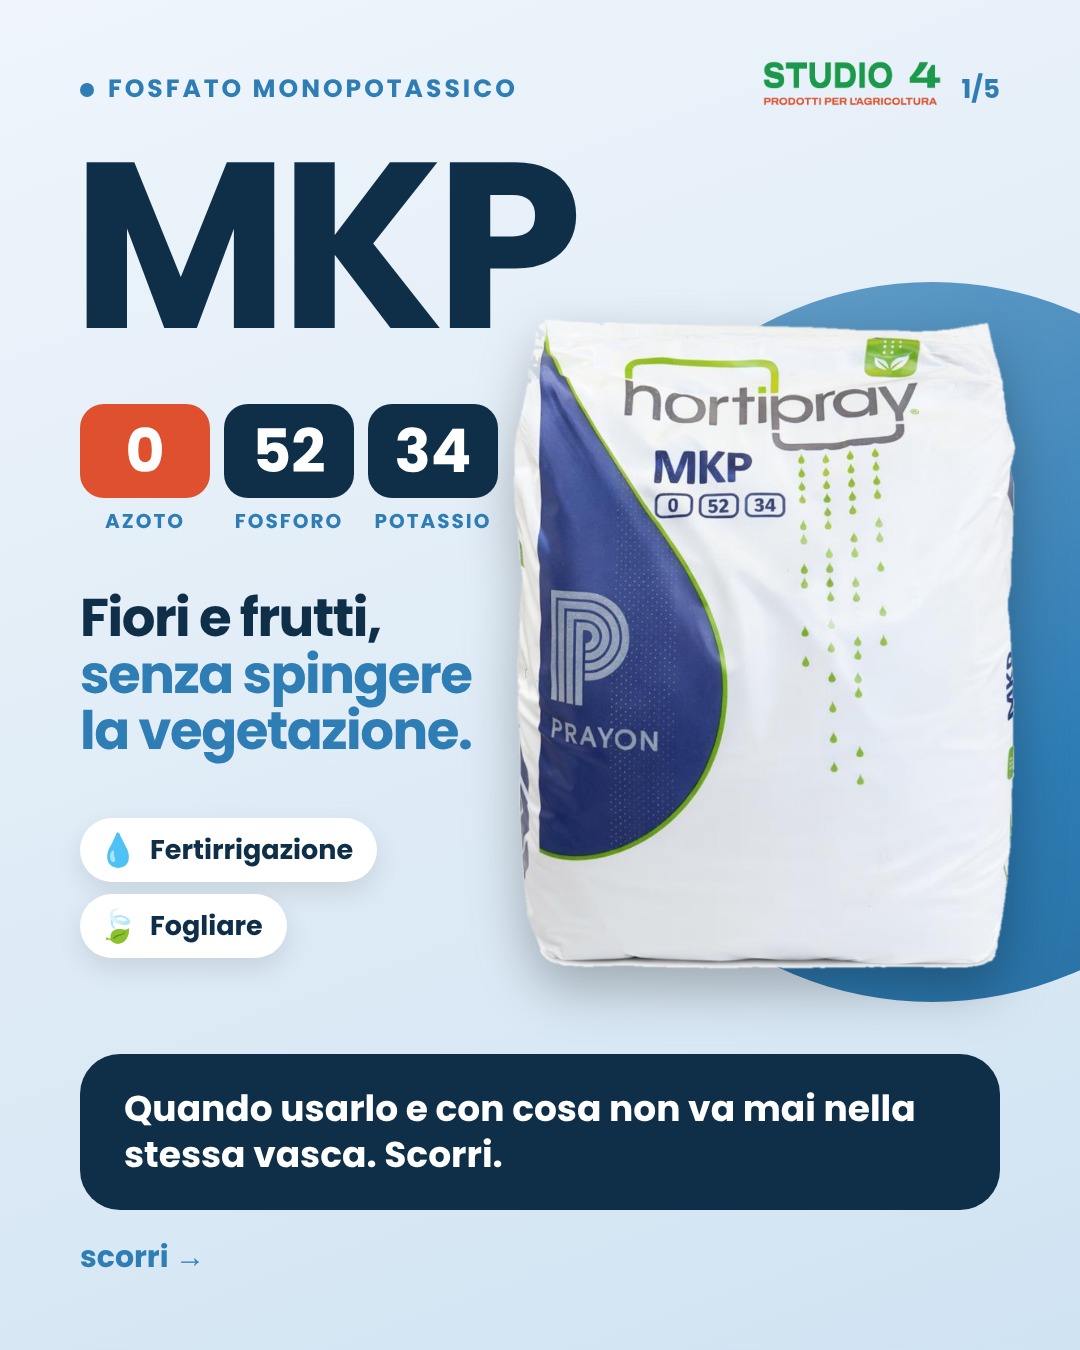 FOSFATO MONOPOTASSICO
STUDIO 4
PRODOTTI PER L'AGRICOLTURA
1/5
MKP
0 52 34
AZOTO FOSFORO POTASSIO
Fiori e frutti,
senza spingere
la vegetazione.
💧 Fertirrigazione
🍃 Fogliare
hortipray®
MKP
0 52 34
P
PRAYON
MKP
Quando usarlo e con cosa non va mai nella
stessa vasca. Scorri.
scorri →